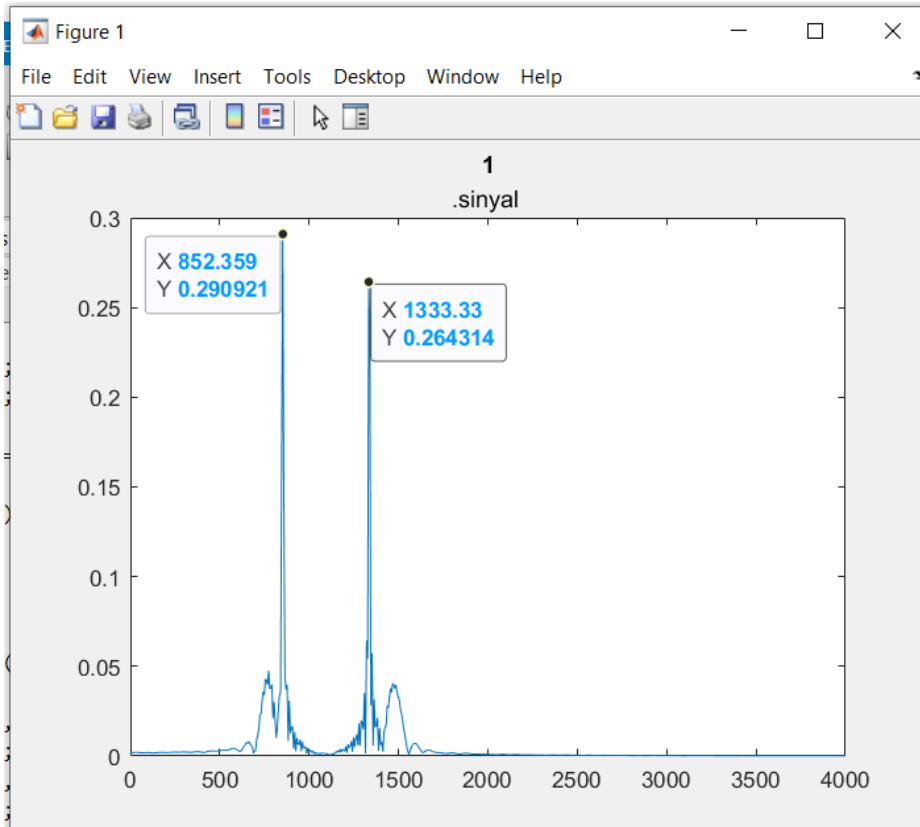 Figure 1
File Edit View Insert Tools Desktop Window Help
1
.sinyal
0.3
0.25
0.2
0.15
0.1
0.05
0
X 852.359
Y 0.290921
X 1333.33
Y 0.264314
0 500 1000 1500 2000 2500 3000 3500 4000